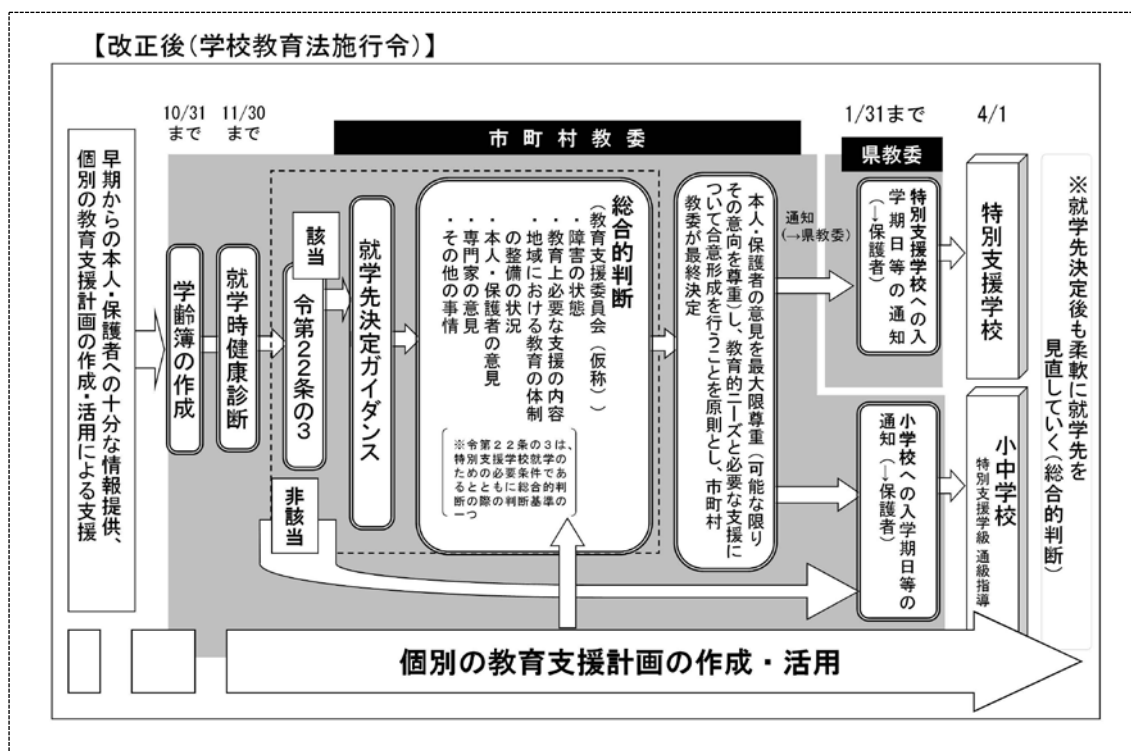 【改正後（学校教育法施行令）】
10/31
まで
11/30
まで
1/31まで
4/1
市町村教委
県教委
早期からの本人・保護者への十分な情報提供、
個別の教育支援計画の作成・活用による支援
学齢簿の作成
就学時健康診断
該当
令第２２条の３
非該当
就学先決定ガイダンス
総合的判断
（教育支援委員会（仮称））
・障害の状態
・教育上必要な支援の内容
・地域における教育の体制
の整備の状況
・本人・保護者の意見
・専門家の意見
・その他の事情
※令第２２条の３は、
特別支援学校就学の
ための必要条件であ
るとともに総合的判
断の際の判断基準の
一つ
本人・保護者の意見を最大限尊重（可能な限り
その意向を尊重）し、教育的ニーズと必要な支援に
ついて合意形成を行うことを原則とし、市町村
教委が最終決定
通知
（→県教委）
特別支援学校への入
学期日等の通知
（→保護者）
小学校への入学期日等の
通知（→保護者）
特別支援学校
小中学校
特別支援学級 通級指導
※就学先決定後も柔軟に就学先を
見直していく（総合的判断）
個別の教育支援計画の作成・活用